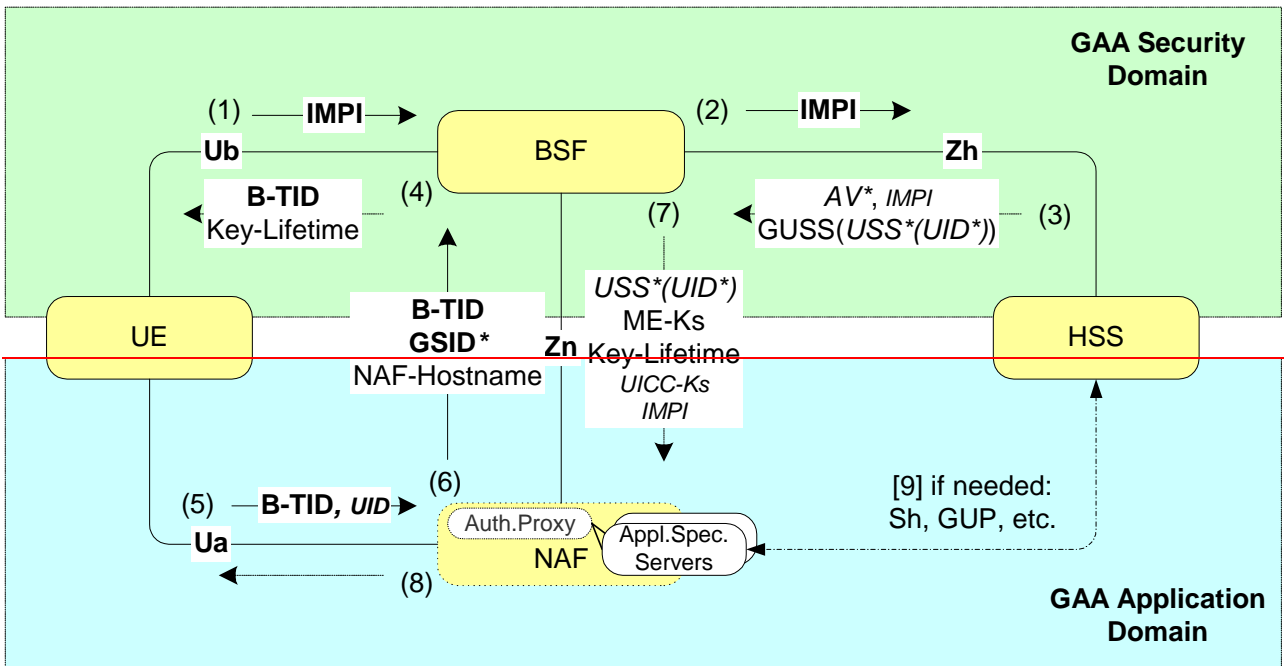 GAA Security
Domain
(1)
IMPI
(2)
IMPI
BSF
Ub
Zh
(4)
B-TID
Key-Lifetime
(7)
AV*, IMPI
GUSS(USS*(UID*))
(3)
B-TID
GSID*
NAF-Hostname
Zn
USS*(UID*)
ME-Ks
Key-Lifetime
UICC-Ks
IMPI
UE
HSS
(5)
B-TID, UID
(6)
[9] if needed:
Sh, GUP, etc.
Auth.Proxy
NAF
Appl.Spec.
Servers
Ua
(8)
GAA Application
Domain